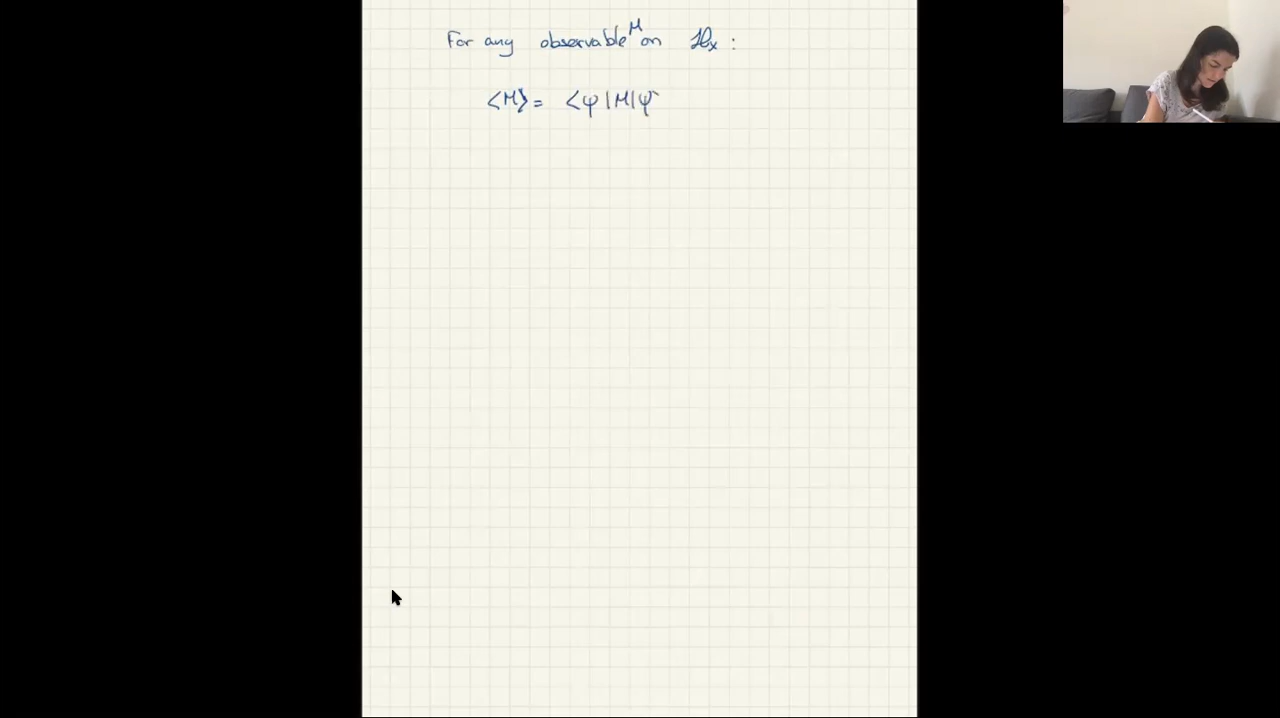 For any observable M on ℋx :
<M> = <ψ|M|ψ